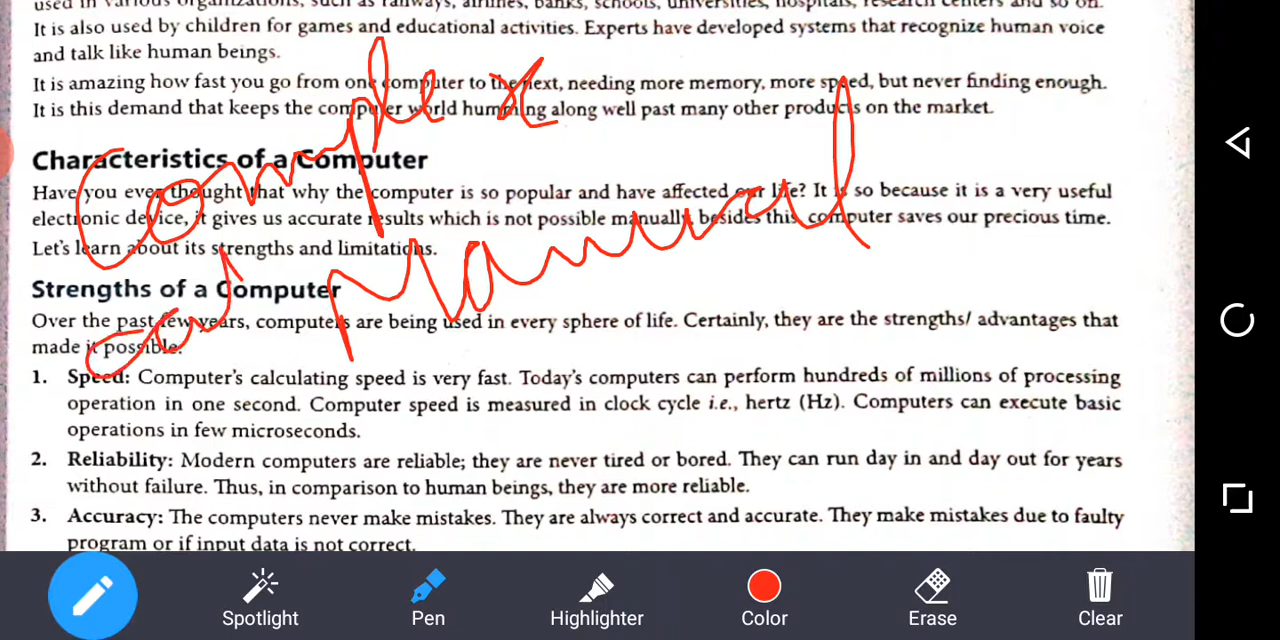 used in various organizations, such as railways, airlines, banks, schools, universities, hospitals, research centers and so on.
It is also used by children for games and educational activities. Experts have developed systems that recognize human voice
and talk like human beings.
It is amazing how fast you go from one computer to the next, needing more memory, more speed, but never finding enough.
It is this demand that keeps the computer world humming along well past many other products on the market.
Complex
Characteristics of a Computer
Have you ever thought that why the computer is so popular and have affected our life? It is so because it is a very useful
electronic device, it gives us accurate results which is not possible manually, besides this, computer saves our precious time.
Let's learn about its strengths and limitations.
and Manual
Strengths of a Computer
Over the past few years, computers are being used in every sphere of life. Certainly, they are the strengths/ advantages that
made it possible.
1. Speed: Computer's calculating speed is very fast. Today's computers can perform hundreds of millions of processing
operation in one second. Computer speed is measured in clock cycle i.e., hertz (Hz). Computers can execute basic
operations in few microseconds.
2. Reliability: Modern computers are reliable; they are never tired or bored. They can run day in and day out for years
without failure. Thus, in comparison to human beings, they are more reliable.
3. Accuracy: The computers never make mistakes. They are always correct and accurate. They make mistakes due to faulty
program or if input data is not correct.
Spotlight Pen Highlighter Color Erase Clear